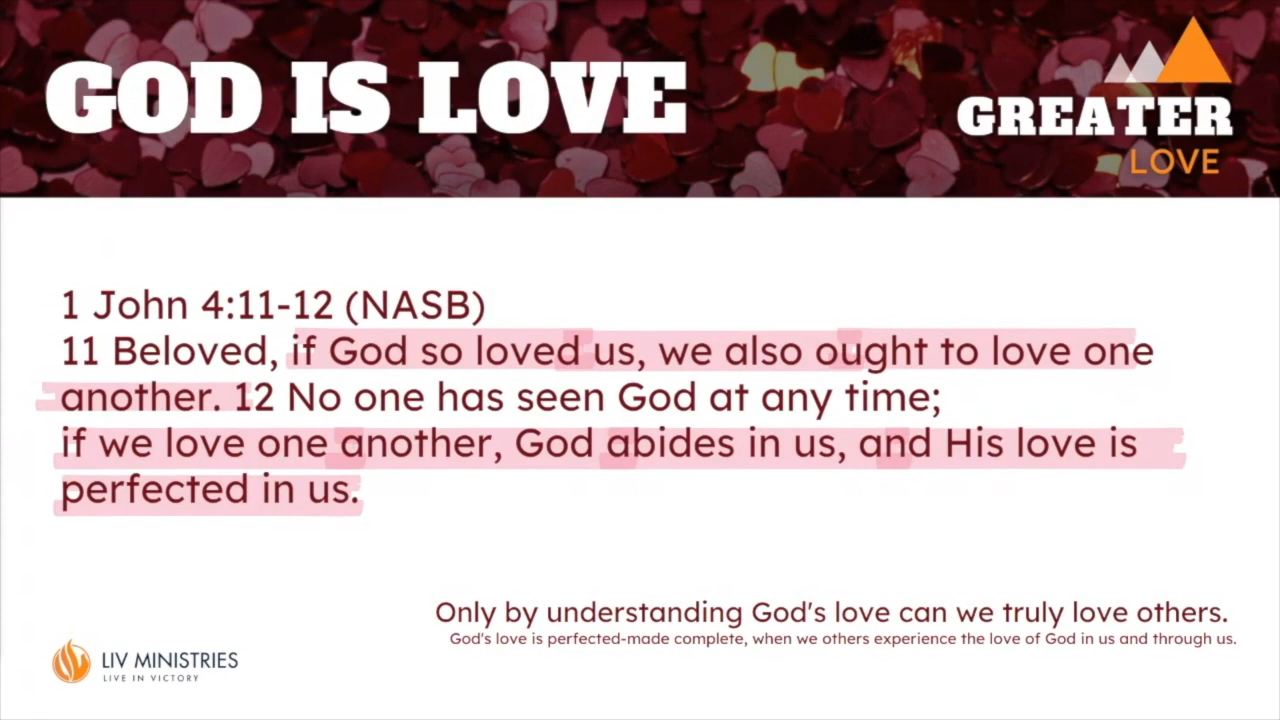 GOD IS LOVE
GREATER
LOVE
1 John 4:11-12 (NASB)
11 Beloved, if God so loved us, we also ought to love one
another. 12 No one has seen God at any time;
if we love one another, God abides in us, and His love is
perfected in us.
Only by understanding God's love can we truly love others.
God's love is perfected-made complete, when we others experience the love of God in us and through us.
LIV MINISTRIES
LIVE IN VICTORY